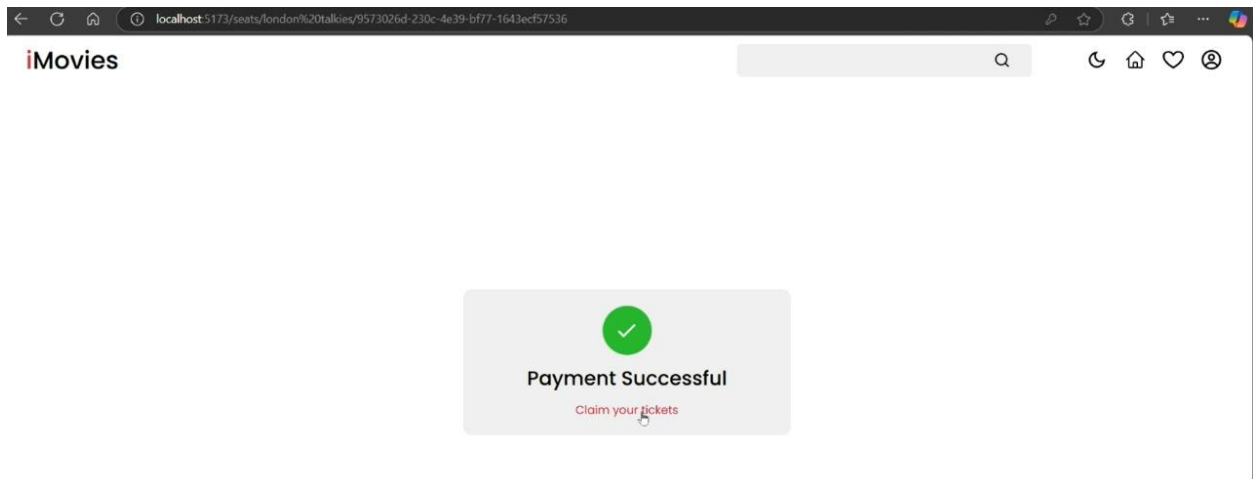 localhost:5173/seats/london%20talkies/9573026d-230c-4e39-bf77-1643ecf57536
iMovies
Payment Successful
Claim your tickets